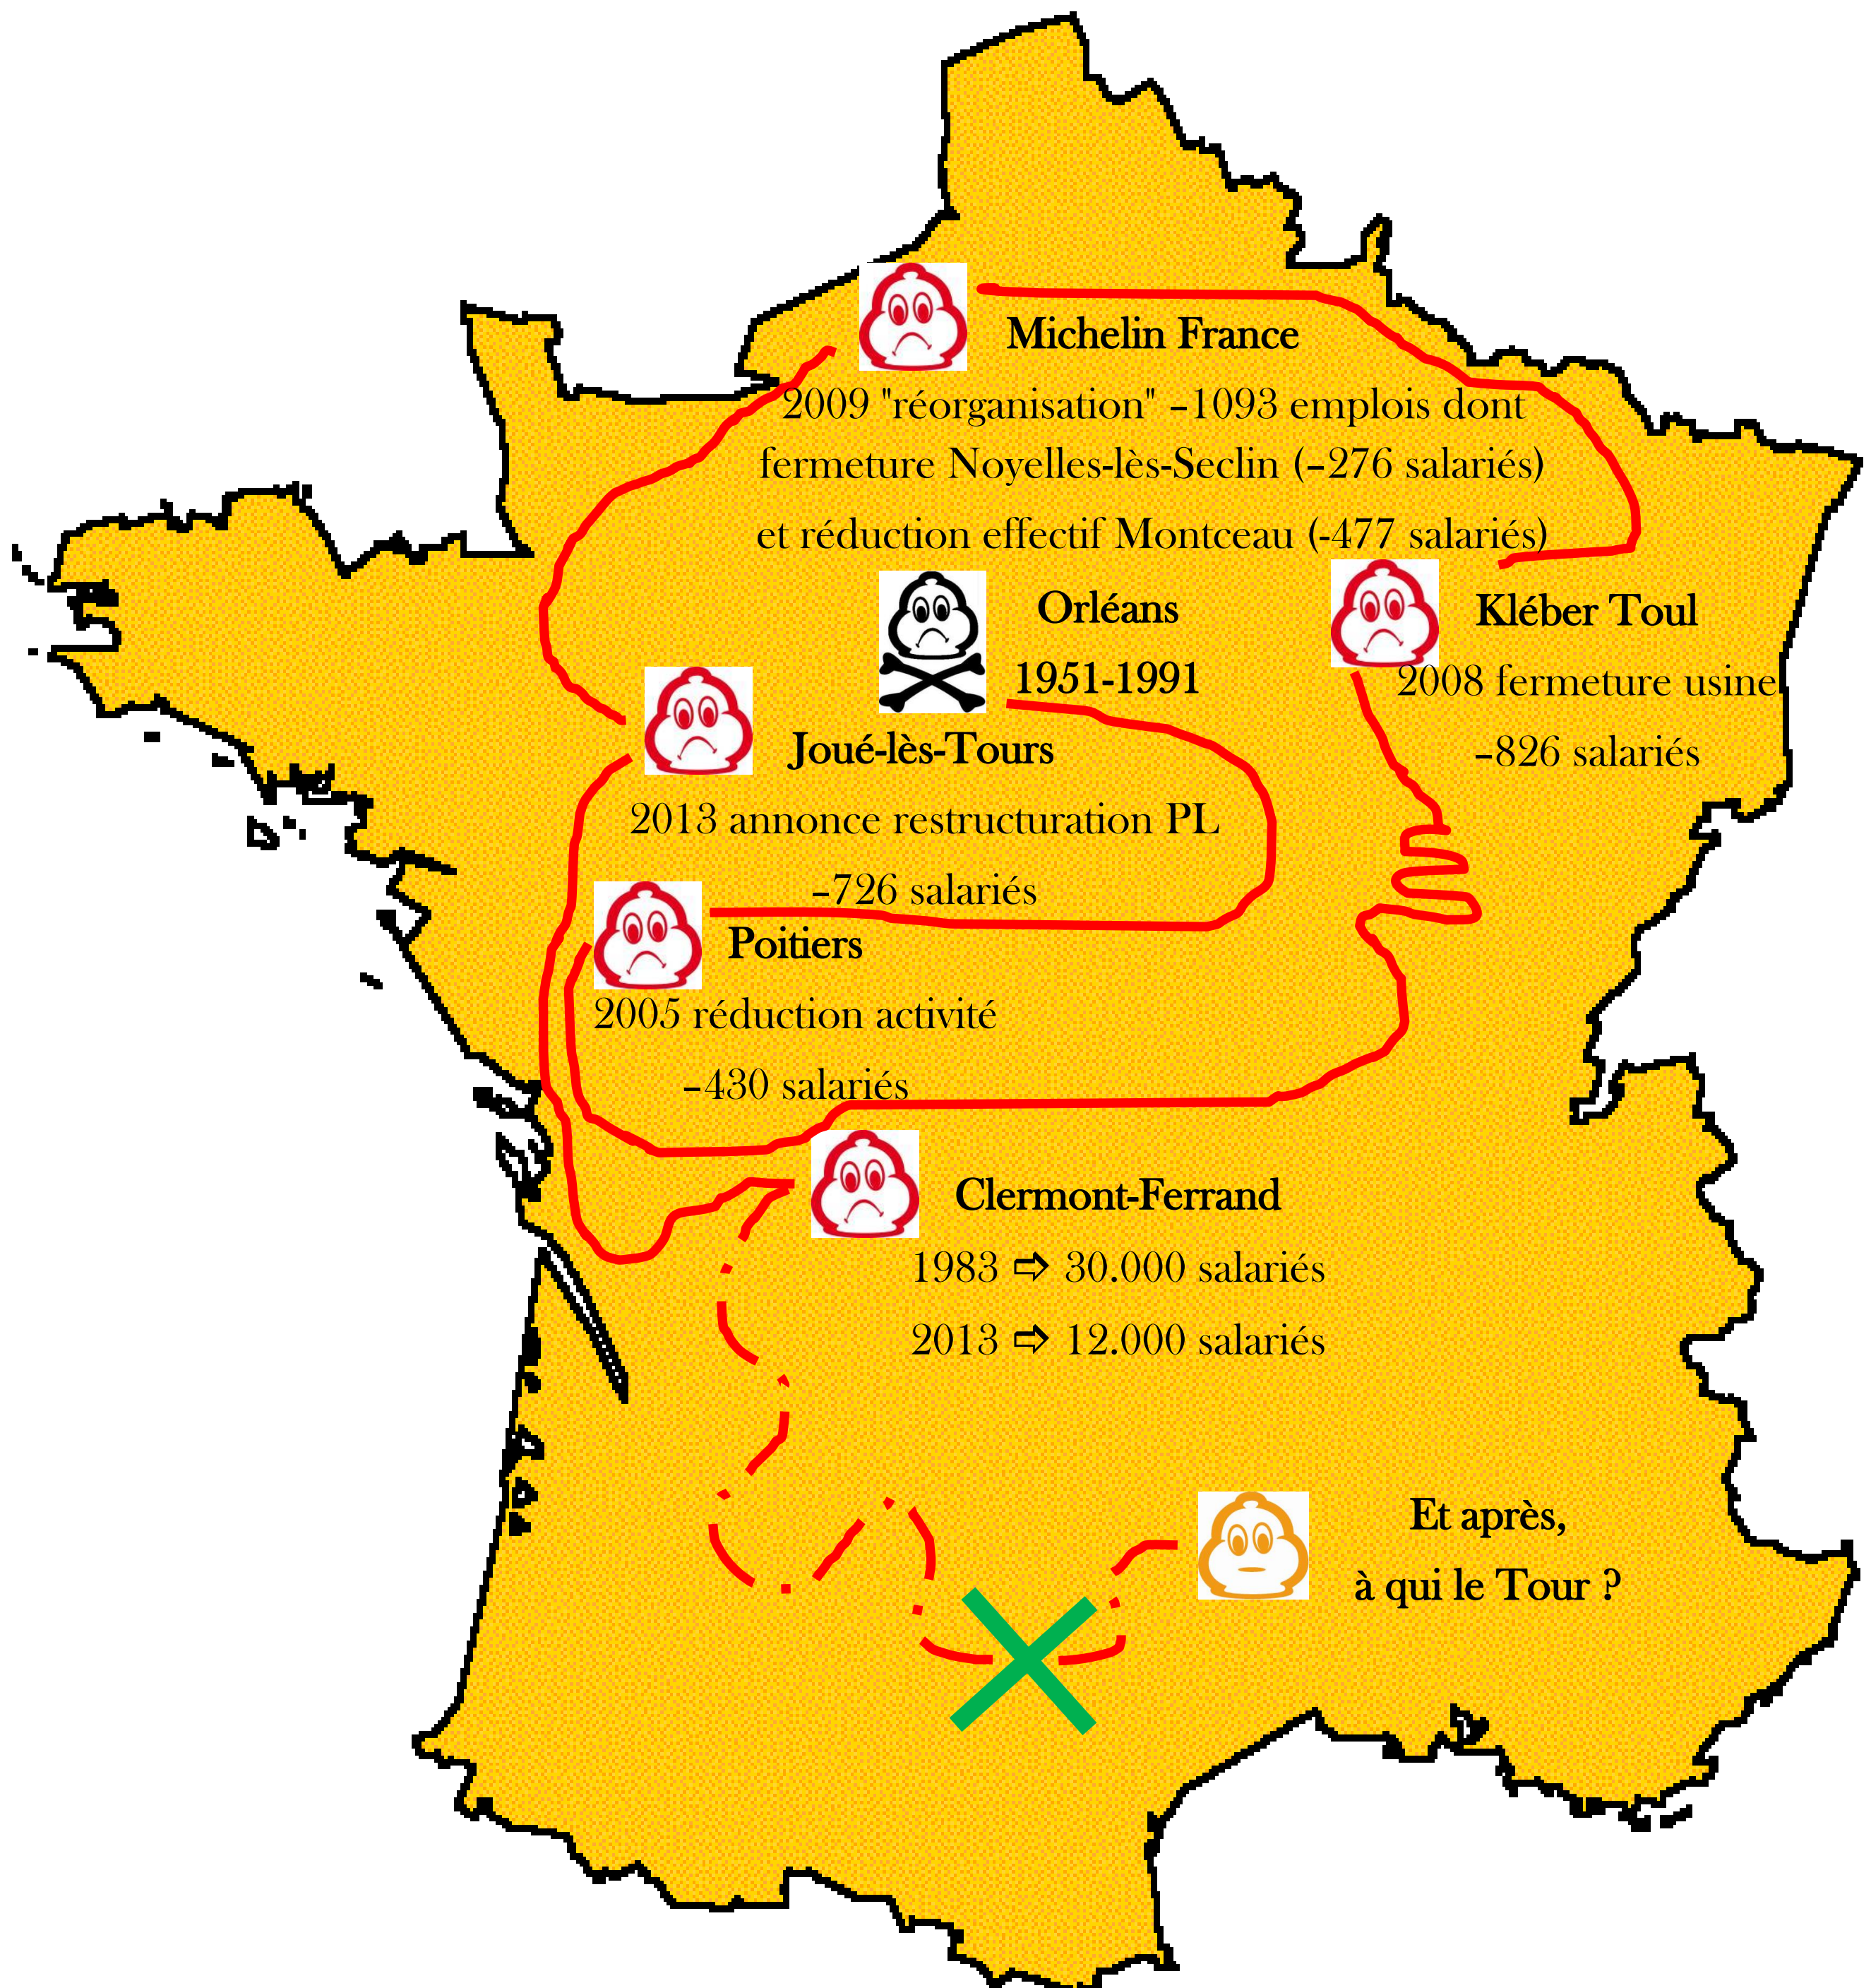 Michelin France
2009 "réorganisation" –1093 emplois dont
fermeture Noyelles-lès-Seclin (–276 salariés)
et réduction effectif Montceau (-477 salariés)
Orléans
1951-1991
Kléber Toul
2008 fermeture usine
–826 salariés
Joué-lès-Tours
2013 annonce restructuration PL
–726 salariés
Poitiers
2005 réduction activité
–430 salariés
Clermont-Ferrand
1983 ⇨ 30.000 salariés
2013 ⇨ 12.000 salariés
Et après,
à qui le Tour ?